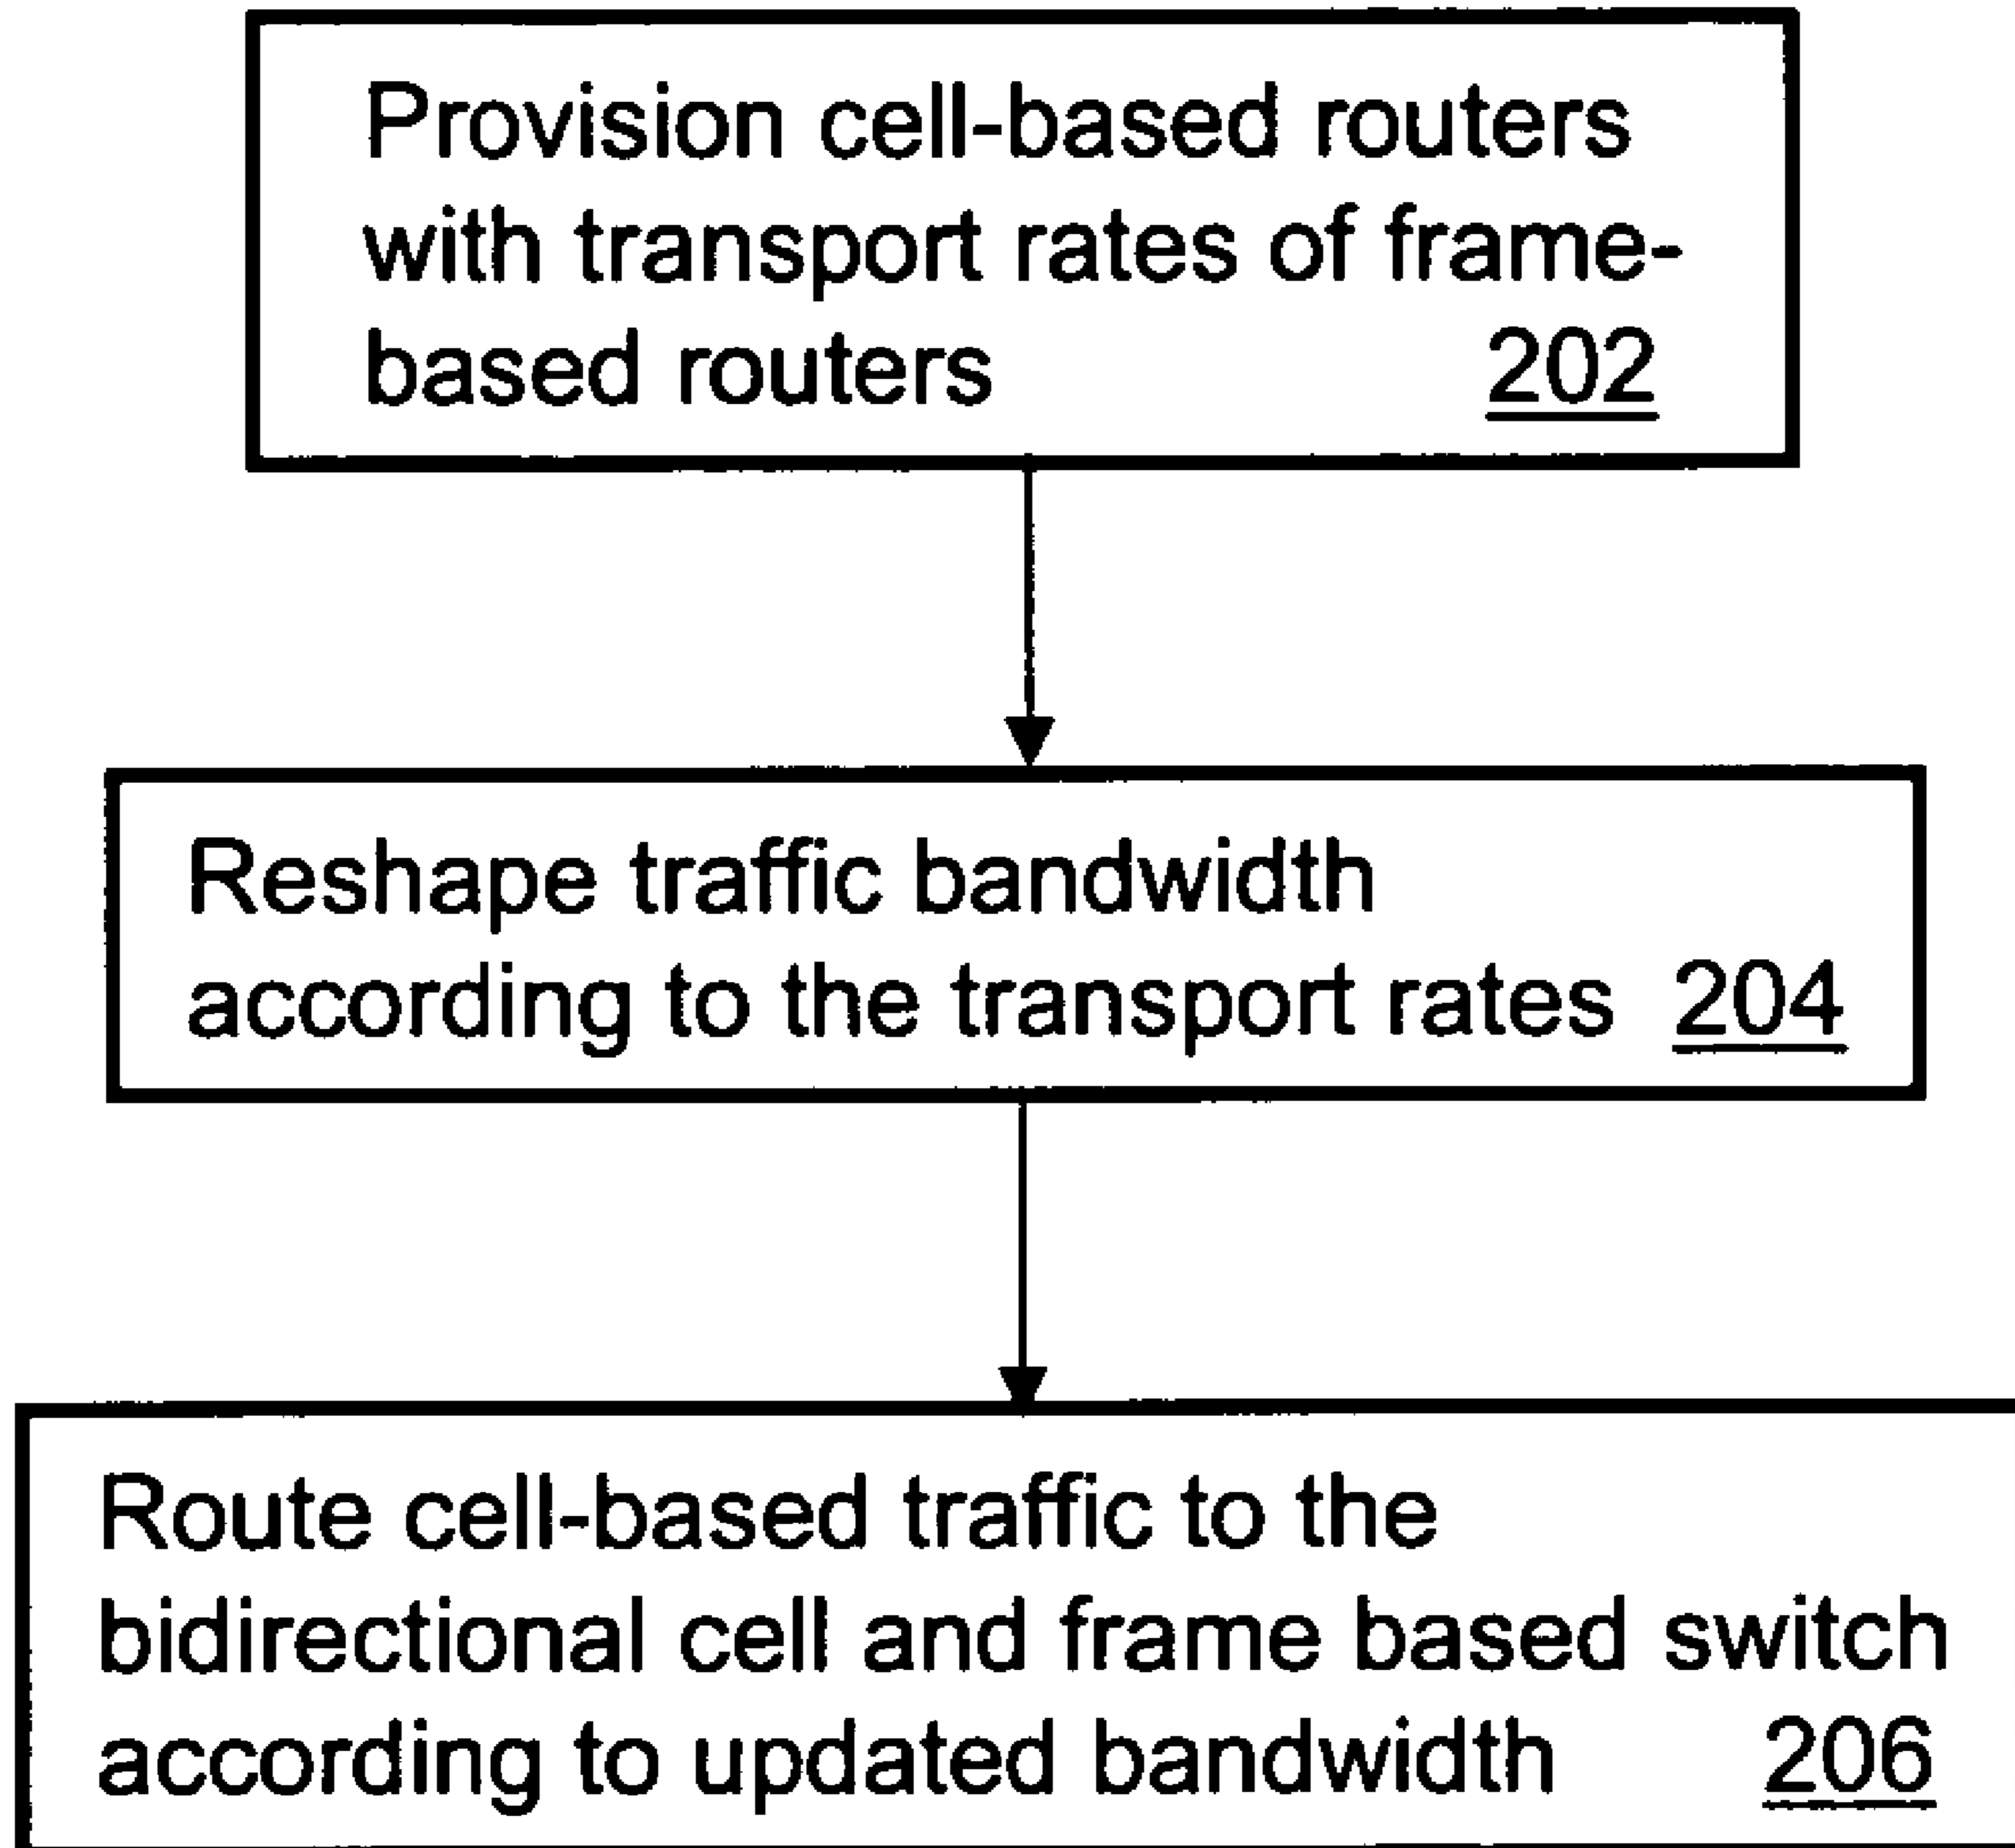 Provision cell-based routers
with transport rates of frame-
based routers 202
Reshape traffic bandwidth
according to the transport rates 204
Route cell-based traffic to the
bidirectional cell and frame based switch
according to updated bandwidth 206